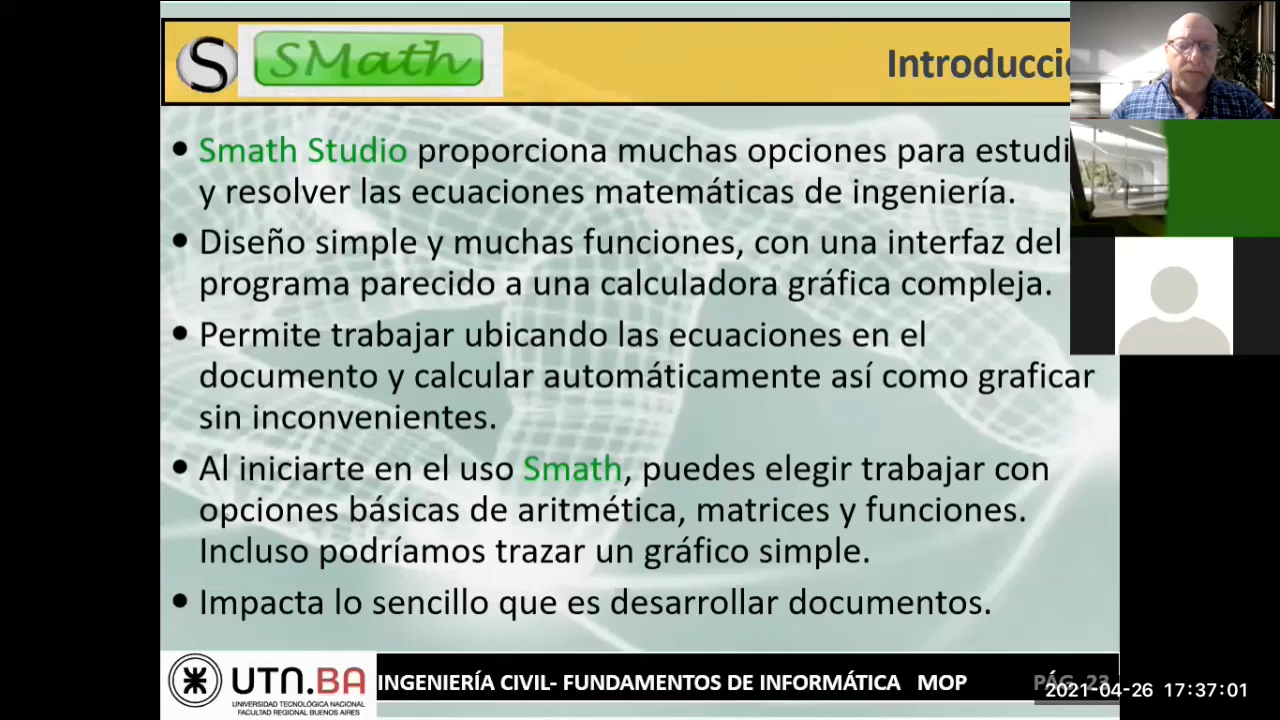 S SMath
Introducci
• Smath Studio proporciona muchas opciones para estudi
y resolver las ecuaciones matemáticas de ingeniería.
• Diseño simple y muchas funciones, con una interfaz del
programa parecido a una calculadora gráfica compleja.
• Permite trabajar ubicando las ecuaciones en el
documento y calcular automáticamente así como graficar
sin inconvenientes.
• Al iniciarte en el uso Smath, puedes elegir trabajar con
opciones básicas de aritmética, matrices y funciones.
Incluso podríamos trazar un gráfico simple.
• Impacta lo sencillo que es desarrollar documentos.
UTN.BA
UNIVERSIDAD TECNOLÓGICA NACIONAL
FACULTAD REGIONAL BUENOS AIRES
INGENIERÍA CIVIL- FUNDAMENTOS DE INFORMÁTICA MOP
PÁG. 23
2021-04-26 17:37:01